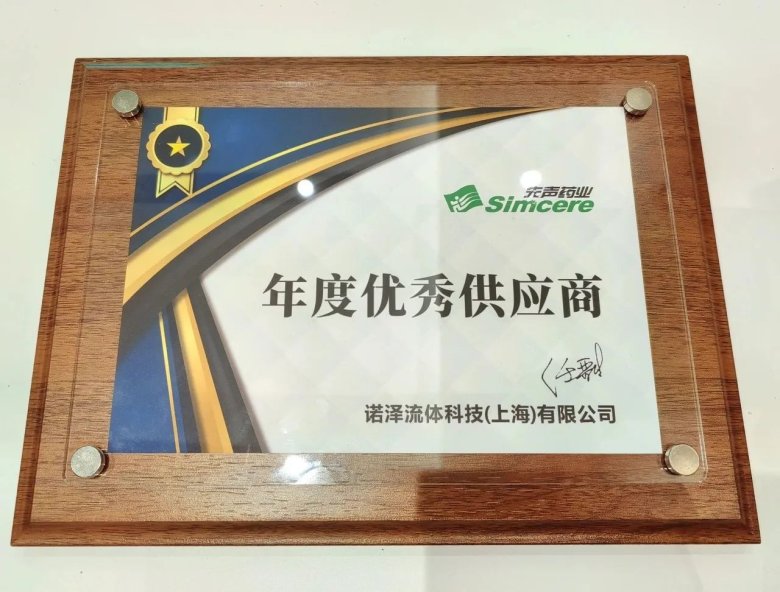 先声药业
Simcere
年度优秀供应商
诺泽流体科技(上海)有限公司